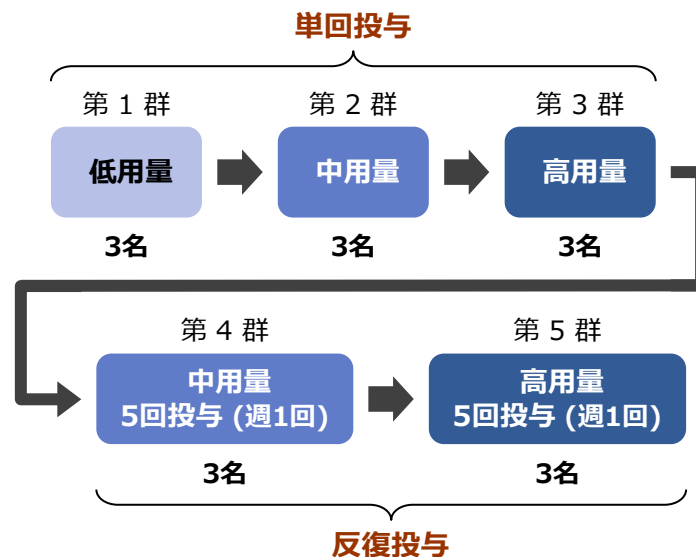 単回投与
第 1 群
第 2 群
第 3 群
低用量
中用量
高用量
3名
3名
3名
第 4 群
第 5 群
中用量
5回投与 (週1回)
高用量
5回投与 (週1回)
3名
3名
反復投与